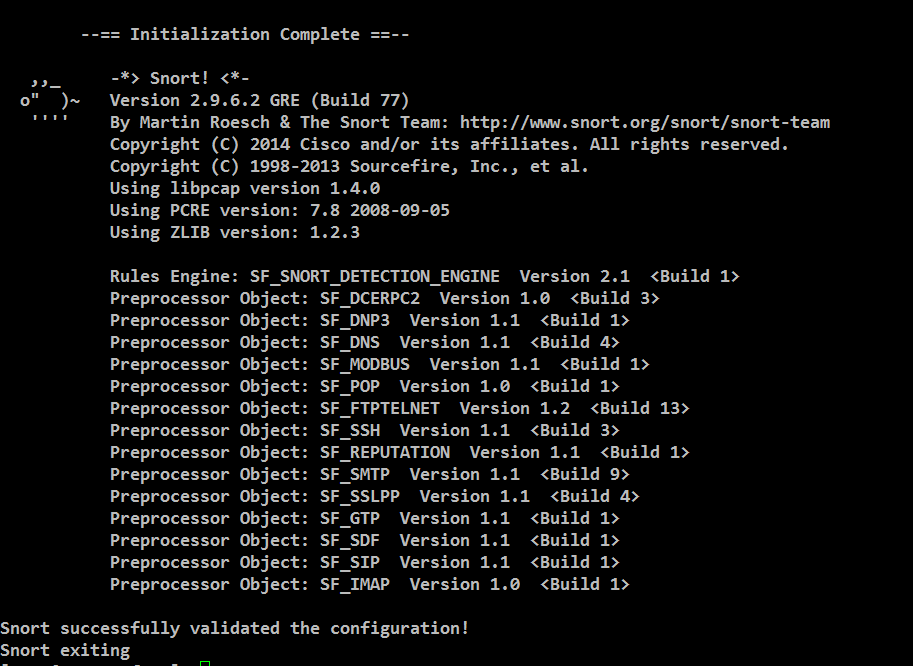 --== Initialization Complete ==--
,,_ -*> Snort! <*-
o" )~ Version 2.9.6.2 GRE (Build 77)
'''' By Martin Roesch & The Snort Team: http://www.snort.org/snort/snort-team
Copyright (C) 2014 Cisco and/or its affiliates. All rights reserved.
Copyright (C) 1998-2013 Sourcefire, Inc., et al.
Using libpcap version 1.4.0
Using PCRE version: 7.8 2008-09-05
Using ZLIB version: 1.2.3
Rules Engine: SF_SNORT_DETECTION_ENGINE Version 2.1 <Build 1>
Preprocessor Object: SF_DCERPC2 Version 1.0 <Build 3>
Preprocessor Object: SF_DNP3 Version 1.1 <Build 1>
Preprocessor Object: SF_DNS Version 1.1 <Build 4>
Preprocessor Object: SF_MODBUS Version 1.1 <Build 1>
Preprocessor Object: SF_POP Version 1.0 <Build 1>
Preprocessor Object: SF_FTPTELNET Version 1.2 <Build 13>
Preprocessor Object: SF_SSH Version 1.1 <Build 3>
Preprocessor Object: SF_REPUTATION Version 1.1 <Build 1>
Preprocessor Object: SF_SMTP Version 1.1 <Build 9>
Preprocessor Object: SF_SSLPP Version 1.1 <Build 4>
Preprocessor Object: SF_GTP Version 1.1 <Build 1>
Preprocessor Object: SF_SDF Version 1.1 <Build 1>
Preprocessor Object: SF_SIP Version 1.1 <Build 1>
Preprocessor Object: SF_IMAP Version 1.0 <Build 1>
Snort successfully validated the configuration!
Snort exiting